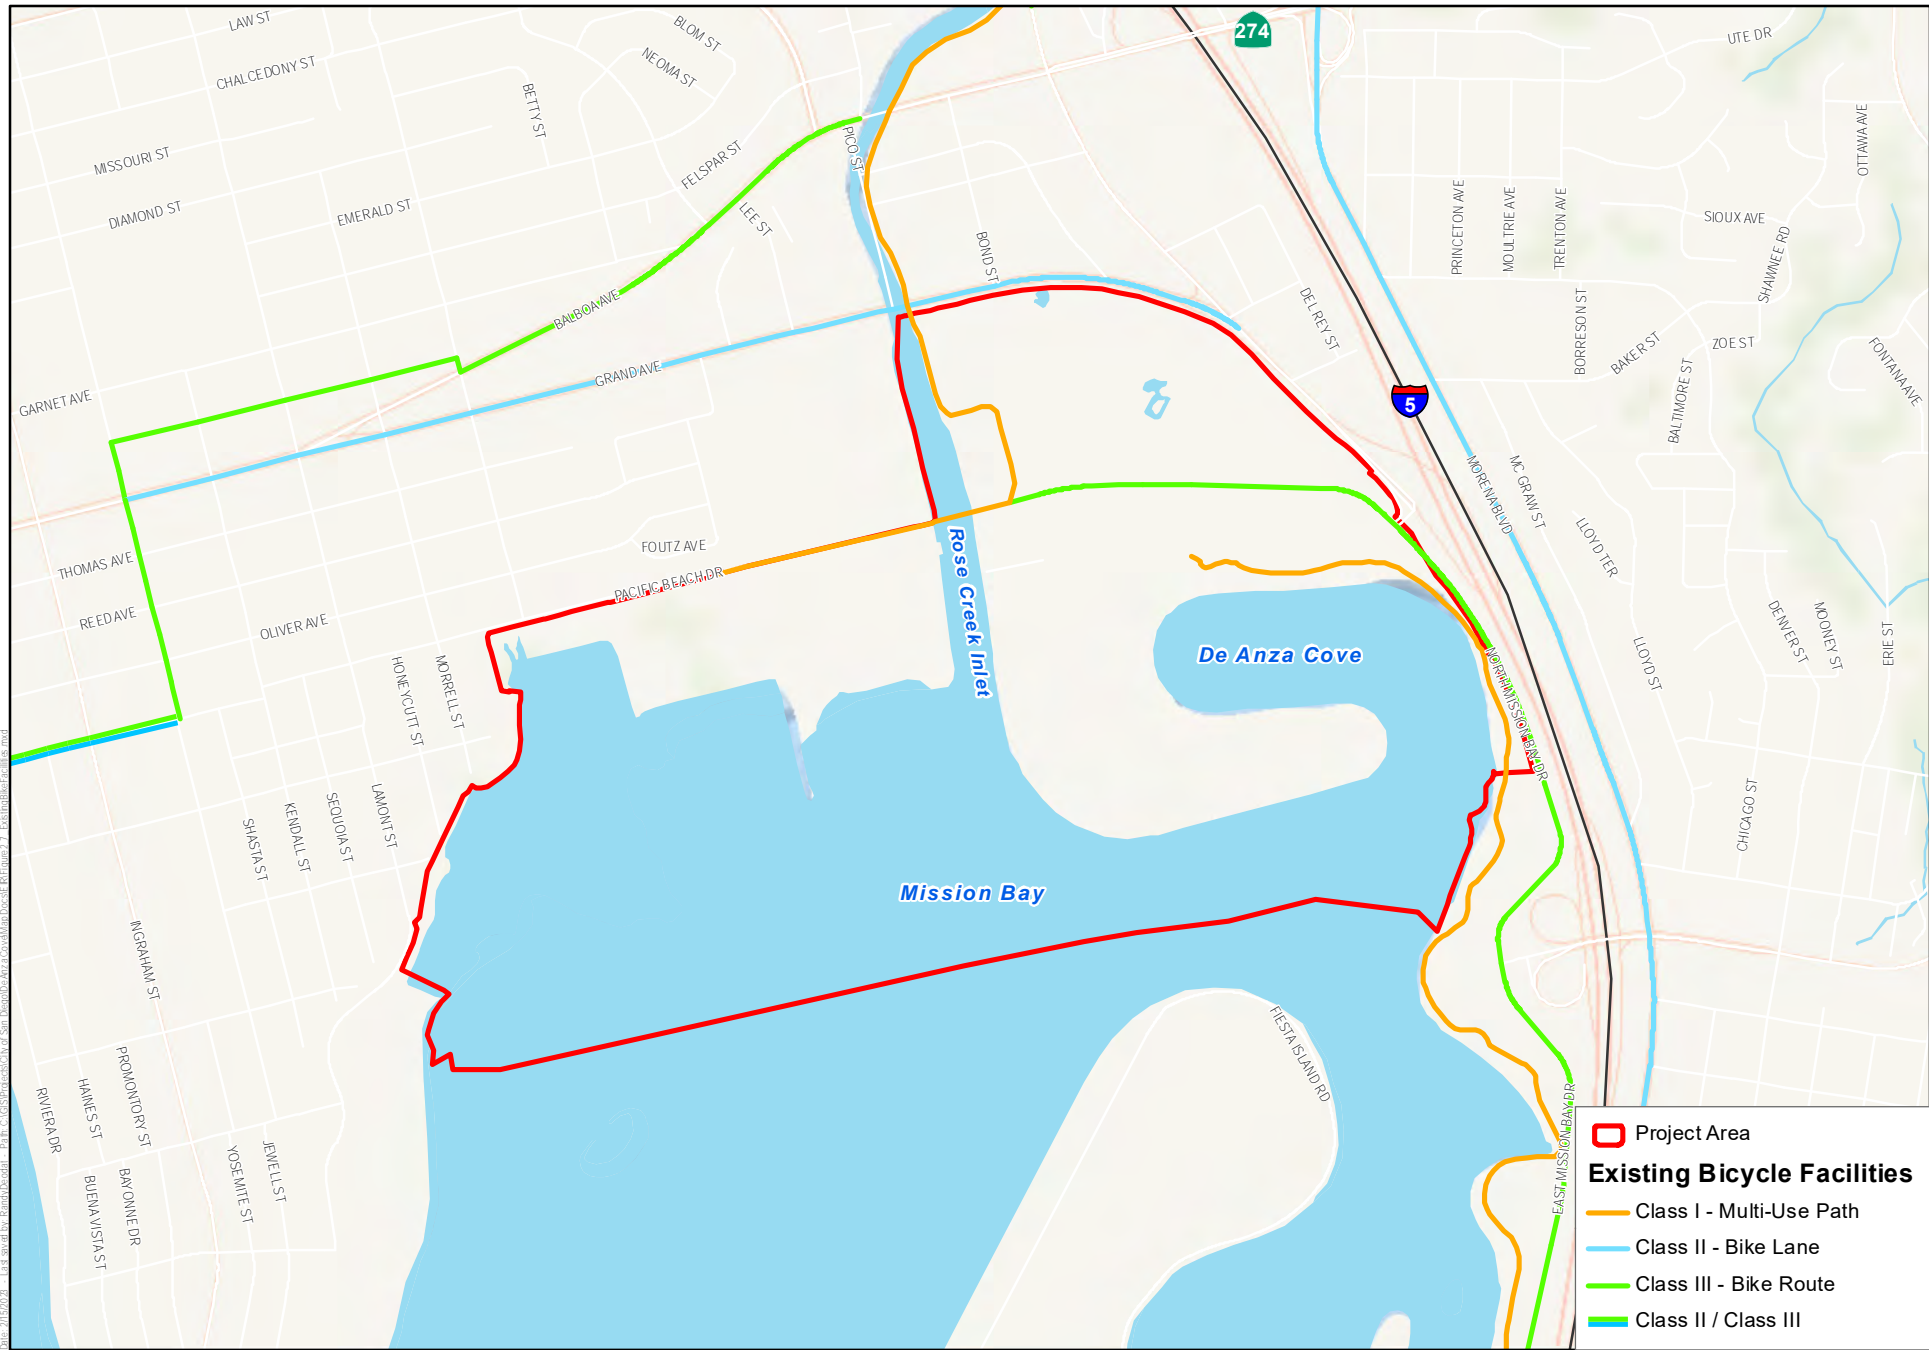 LAW ST
BLOM ST
274
UTE DR
CHALCEDONY ST
NEOMA ST
BETTY ST
PICO ST
OTTAWA AVE
MISSOURI ST
FELSPAR ST
DIAMOND ST
EMERALD ST
LEE ST
BOND ST
PRINCETON AVE
MOULTRIE AVE
TRENTON AVE
SIOUX AVE
SHAWNEE RD
BALBOA AVE
DEL REY ST
BORRESON ST
BAKER ST
ZOE ST
BALTIMORE ST
FONTANA AVE
GARNET AVE
GRAND AVE
5
MORENA BLVD
MC GRAW ST
THOMAS AVE
FOUTZ AVE
LLOYD TER
REED AVE
OLIVER AVE
PACIFIC BEACH DR
Rose Creek Inlet
De Anza Cove
DENVER ST
MOONEY ST
ERIE ST
LLOYD ST
HONEYCUTT ST
MORRELL ST
NORTH MISSION BAY DR
SHASTA ST
KENDALL ST
SEQUOIA ST
LAMONT ST
CHICAGO ST
Mission Bay
INGRAHAM ST
FIESTA ISLAND RD
RIVIERA DR
HAINES ST
PROMONTORY ST
BUENA VISTA ST
BAYONNE DR
YOSEMITE ST
JEWELL ST
EAST MISSION BAY DR
Project Area
Existing Bicycle Facilities
Class I - Multi-Use Path
Class II - Bike Lane
Class III - Bike Route
Class II / Class III